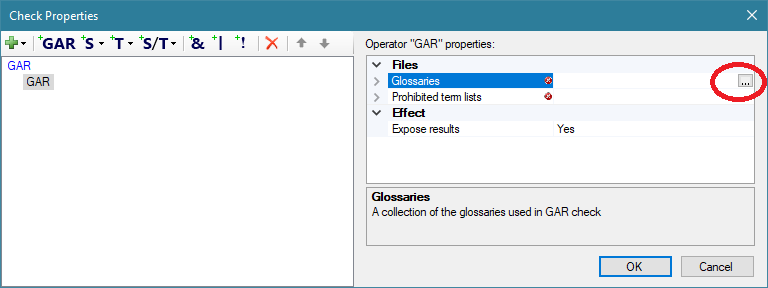 Check Properties
+GAR +S +T +S/T +& +| +!
Operator "GAR" properties:
GAR
GAR
Files
Glossaries ...
Prohibited term lists
Effect
Expose results Yes
Glossaries
A collection of the glossaries used in GAR check
OK Cancel